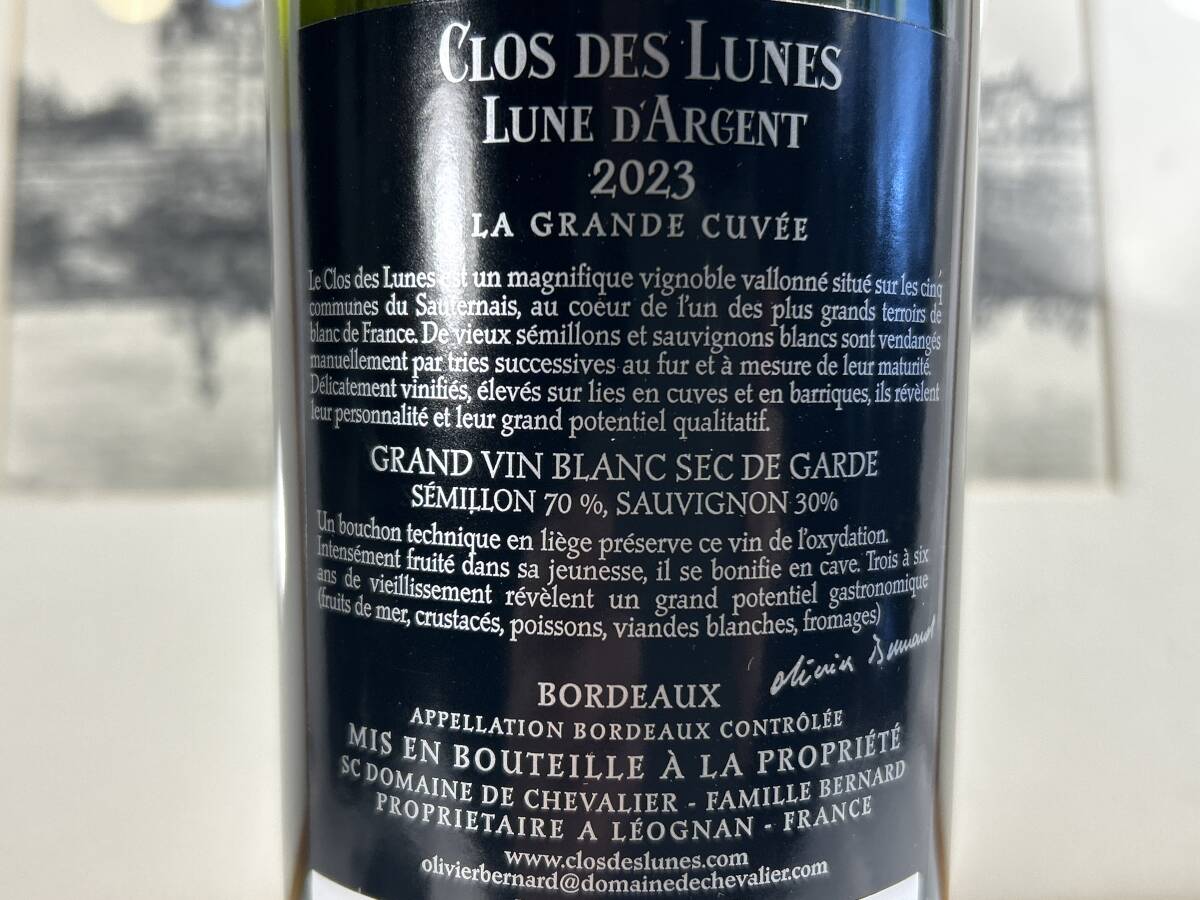 CLOS DES LUNES
LUNE D'ARGENT
2023
LA GRANDE CUVÉE
Le Clos des Lunes est un magnifique vignoble vallonné situé sur les cinq
communes du Sauternais, au coeur de l'un des plus grands terroirs de
blanc de France. De vieux sémillons et sauvignons blancs sont vendangés
manuellement par tries successives au fur et à mesure de leur maturité.
Délicatement vinifiés, élevés sur lies en cuves et en barriques, ils révèlent
leur personnalité et leur grand potentiel qualitatif.
GRAND VIN BLANC SEC DE GARDE
SÉMILLON 70 %, SAUVIGNON 30%
Un bouchon technique en liège préserve ce vin de l'oxydation.
Intensément fruité dans sa jeunesse, il se bonifie en cave. Trois à six
ans de vieillissement révèlent un grand potentiel gastronomique
(fruits de mer, crustacés, poissons, viandes blanches, fromages)
Olivier Bernard
BORDEAUX
APPELLATION BORDEAUX CONTRÔLÉE
MIS EN BOUTEILLE À LA PROPRIÉTÉ
SC DOMAINE DE CHEVALIER - FAMILLE BERNARD
PROPRIETAIRE A LÉOGNAN - FRANCE
www.closdeslunes.com
olivierbernard@domainedechevalier.com